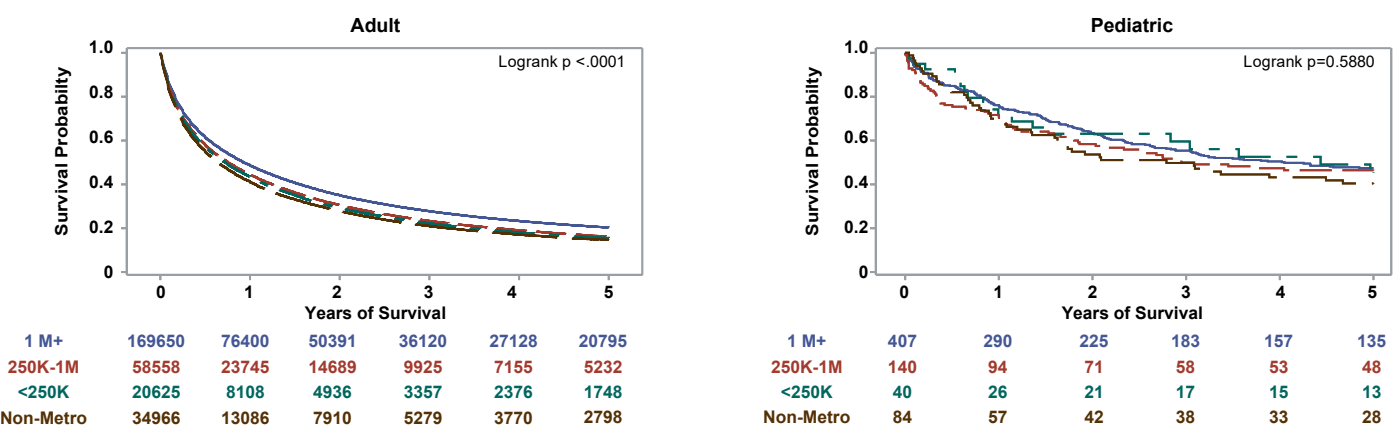 Adult
Logrank p <.0001
Survival Probabilty
1.0
0.8
0.6
0.4
0.2
0
0 1 2 3 4 5
Years of Survival
1 M+ 169650 76400 50391 36120 27128 20795
250K-1M 58558 23745 14689 9925 7155 5232
<250K 20625 8108 4936 3357 2376 1748
Non-Metro 34966 13086 7910 5279 3770 2798
Pediatric
Logrank p=0.5880
Survival Probabilty
1.0
0.8
0.6
0.4
0.2
0
0 1 2 3 4 5
Years of Survival
1 M+ 407 290 225 183 157 135
250K-1M 140 94 71 58 53 48
<250K 40 26 21 17 15 13
Non-Metro 84 57 42 38 33 28